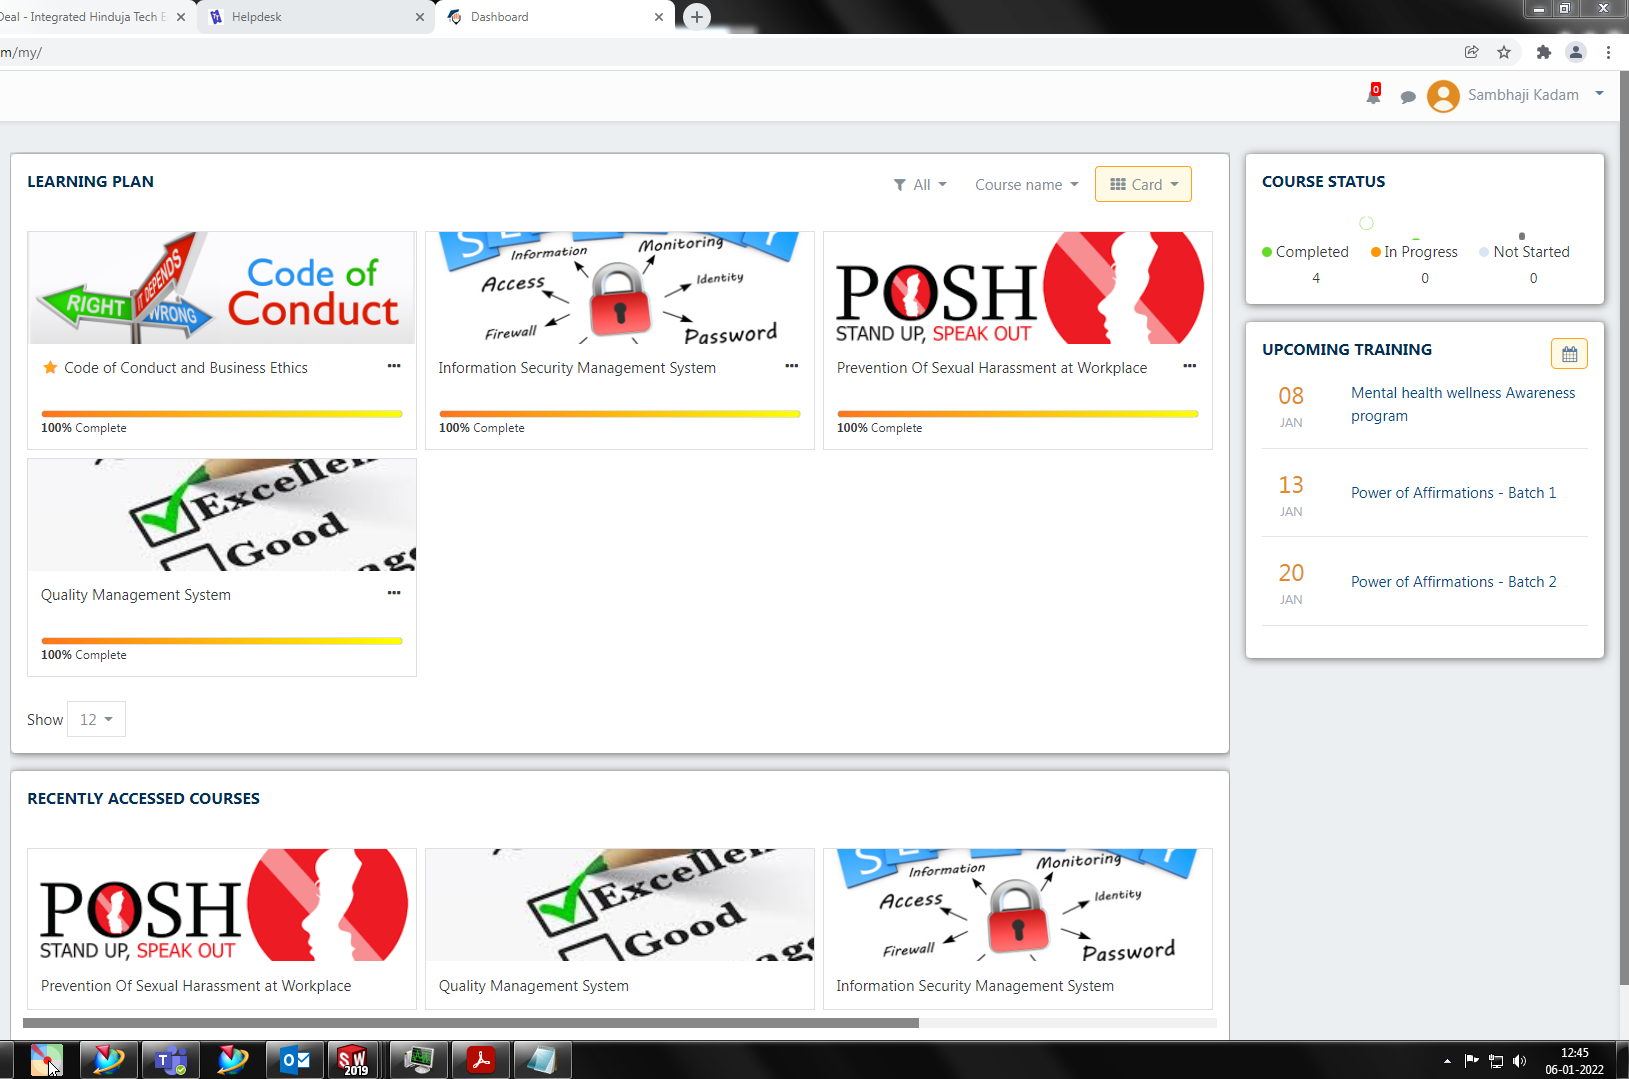 Deal - Integrated Hinduja Tech E
Helpdesk
Dashboard
m/my/
0
Sambhaji Kadam
LEARNING PLAN
All
Course name
Card
RIGHT
IT DEPENDS
WRONG
Code of
Conduct
Information
Monitoring
Access
Identity
Firewall
Password
POSH
STAND UP, SPEAK OUT
Code of Conduct and Business Ethics
Information Security Management System
Prevention Of Sexual Harassment at Workplace
100% Complete
100% Complete
100% Complete
Excellen
Good
Quality Management System
100% Complete
Show 12
COURSE STATUS
Completed In Progress Not Started
4 0 0
UPCOMING TRAINING
08
JAN
Mental health wellness Awareness
program
13
JAN
Power of Affirmations - Batch 1
20
JAN
Power of Affirmations - Batch 2
RECENTLY ACCESSED COURSES
POSH
STAND UP, SPEAK OUT
Excellen
Good
Information
Monitoring
Access
Identity
Firewall
Password
Prevention Of Sexual Harassment at Workplace
Quality Management System
Information Security Management System
SW
2019
12:45
06-01-2022